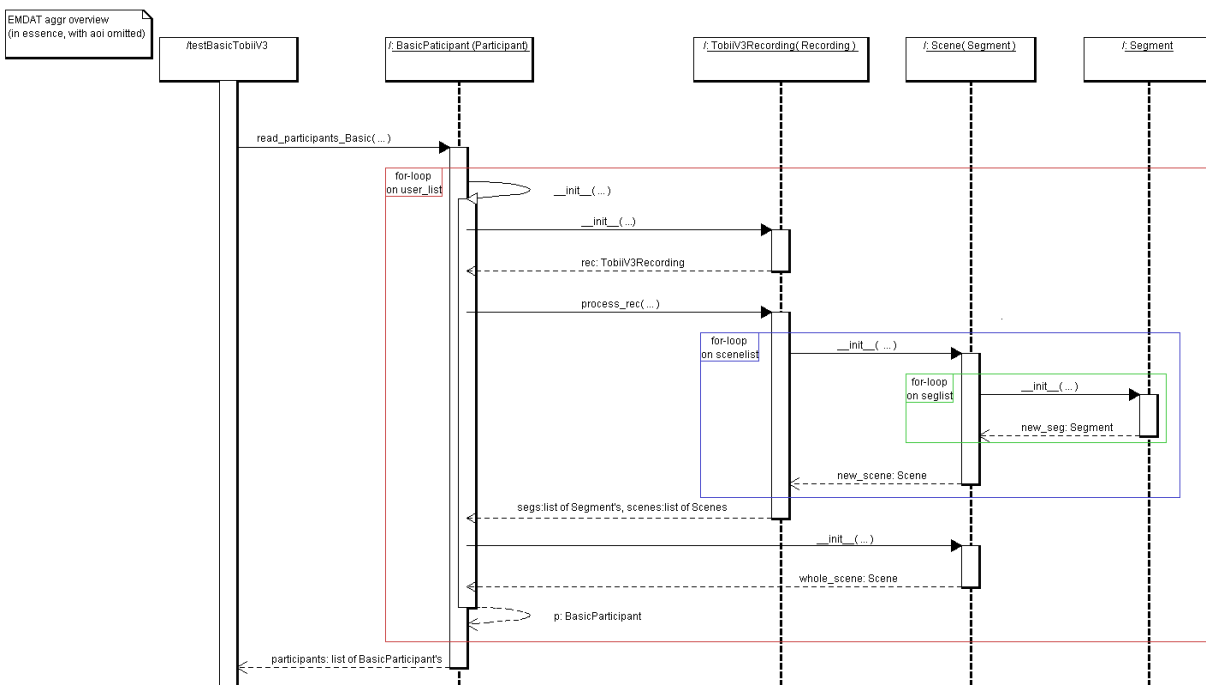 EMDAT aggr overview
(in essence, with aoi omitted)
/testBasicTobiiV3
/: BasicPaticipant (Participant)
/: TobiiV3Recording( Recording )
/: Scene( Segment )
/: Segment
read_participants_Basic( ... )
for-loop
on user_list
__init__( ... )
__init__( ...)
rec: TobiiV3Recording
process_rec( ... )
for-loop
on scenelist
__init__( ... )
for-loop
on seglist
__init__( ... )
new_seg: Segment
new_scene: Scene
segs:list of Segment's, scenes:list of Scenes
__init__( ... )
whole_scene: Scene
p: BasicParticipant
participants: list of BasicParticipant's